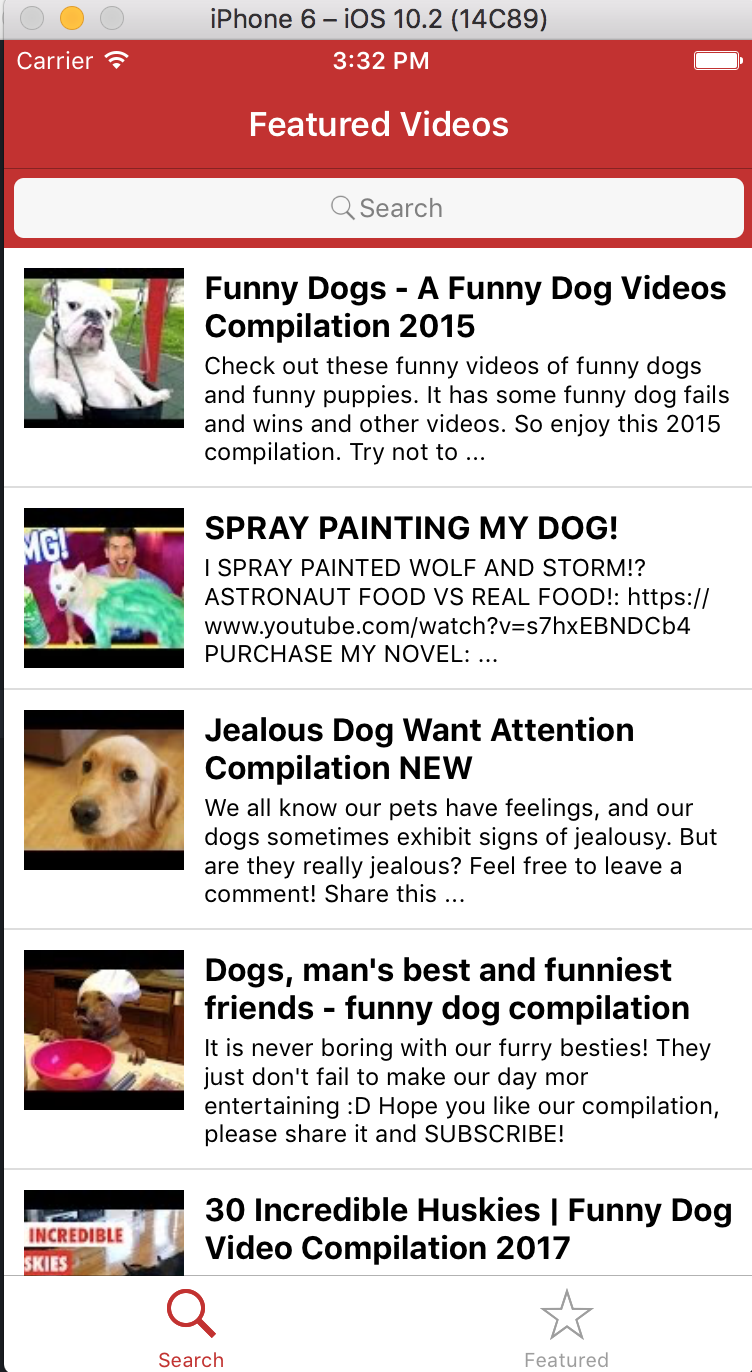 iPhone 6 – iOS 10.2 (14C89)
Carrier 3:32 PM
Featured Videos
Search
Funny Dogs - A Funny Dog Videos
Compilation 2015
Check out these funny videos of funny dogs
and funny puppies. It has some funny dog fails
and wins and other videos. So enjoy this 2015
compilation. Try not to ...
MG!
SPRAY PAINTING MY DOG!
I SPRAY PAINTED WOLF AND STORM!?
ASTRONAUT FOOD VS REAL FOOD!: https://
www.youtube.com/watch?v=s7hxEBNDCb4
PURCHASE MY NOVEL: ...
Jealous Dog Want Attention
Compilation NEW
We all know our pets have feelings, and our
dogs sometimes exhibit signs of jealousy. But
are they really jealous? Feel free to leave a
comment! Share this ...
Dogs, man's best and funniest
friends - funny dog compilation
It is never boring with our furry besties! They
just don't fail to make our day mor
entertaining :D Hope you like our compilation,
please share it and SUBSCRIBE!
INCREDIBLE
SKIES
30 Incredible Huskies | Funny Dog
Video Compilation 2017
Search
Featured